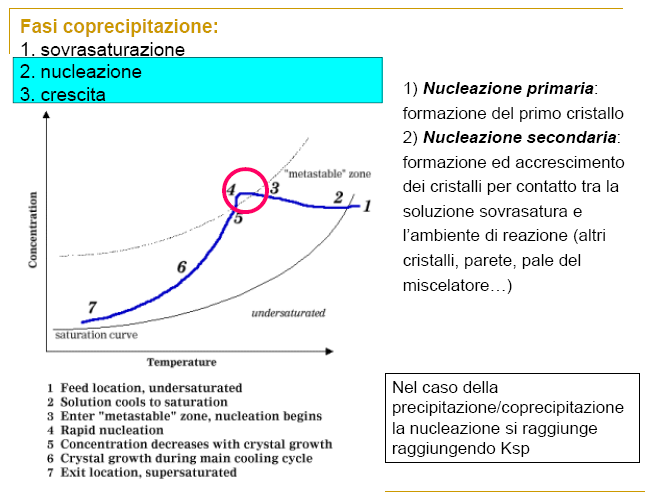 Fasi coprecipitazione:
1. sovrasaturazione
2. nucleazione
3. crescita
1) Nucleazione primaria:
formazione del primo cristallo
2) Nucleazione secondaria:
formazione ed accrescimento
dei cristalli per contatto tra la
soluzione sovrasatura e
l'ambiente di reazione (altri
cristalli, parete, pale del
miscelatore…)
Concentration
"metastable" zone
4
3
2
1
5
6
7
undersaturated
saturation curve
Temperature
1 Feed location, undersaturated
2 Solution cools to saturation
3 Enter "metastable" zone, nucleation begins
4 Rapid nucleation
5 Concentration decreases with crystal growth
6 Crystal growth during main cooling cycle
7 Exit location, supersaturated
Nel caso della
precipitazione/coprecipitazione
la nucleazione si raggiunge
raggiungendo Ksp